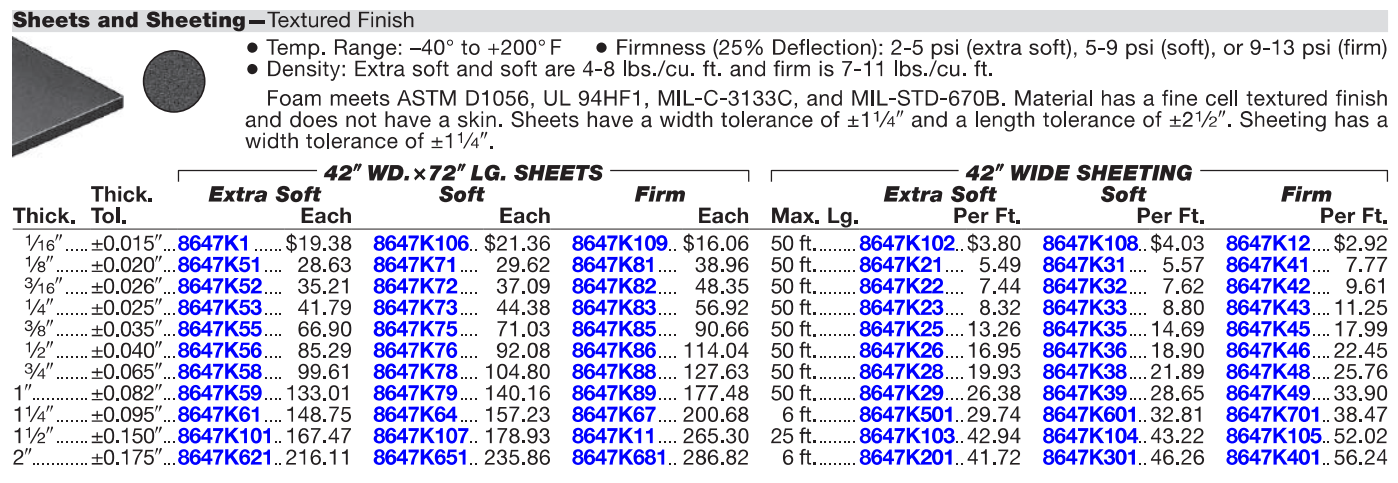 Sheets and Sheeting—Textured Finish
● Temp. Range: –40° to +200°F ● Firmness (25% Deflection): 2-5 psi (extra soft), 5-9 psi (soft), or 9-13 psi (firm)
● Density: Extra soft and soft are 4-8 lbs./cu. ft. and firm is 7-11 lbs./cu. ft.
Foam meets ASTM D1056, UL 94HF1, MIL-C-3133C, and MIL-STD-670B. Material has a fine cell textured finish
and does not have a skin. Sheets have a width tolerance of ±1¼″ and a length tolerance of ±2½″. Sheeting has a
width tolerance of ±1¼″.
42″ WD. × 72″ LG. SHEETS 42″ WIDE SHEETING
Thick. Extra Soft Soft Firm Extra Soft Soft Firm
Thick. Tol. Each Each Each Max. Lg. Per Ft. Per Ft. Per Ft.
1/16″ ..... ±0.015″ ... 8647K1 ..... $19.38 8647K106 .. $21.36 8647K109 .. $16.06 50 ft. ........ 8647K102 .. $3.80 8647K108 .. $4.03 8647K12 .... $2.92
1/8″ ....... ±0.020″ ... 8647K51 .... 28.63 8647K71 .... 29.62 8647K81 .... 38.96 50 ft. ........ 8647K21 .... 5.49 8647K31 .... 5.57 8647K41 .... 7.77
3/16″ ..... ±0.026″ ... 8647K52 .... 35.21 8647K72 .... 37.09 8647K82 .... 48.35 50 ft. ........ 8647K22 .... 7.44 8647K32 .... 7.62 8647K42 .... 9.61
1/4″ ....... ±0.025″ ... 8647K53 .... 41.79 8647K73 .... 44.38 8647K83 .... 56.92 50 ft. ........ 8647K23 .... 8.32 8647K33 .... 8.80 8647K43 .... 11.25
3/8″ ....... ±0.035″ ... 8647K55 .... 66.90 8647K75 .... 71.03 8647K85 .... 90.66 50 ft. ........ 8647K25 .... 13.26 8647K35 .... 14.69 8647K45 .... 17.99
1/2″ ....... ±0.040″ ... 8647K56 .... 85.29 8647K76 .... 92.08 8647K86 .... 114.04 50 ft. ........ 8647K26 .... 16.95 8647K36 .... 18.90 8647K46 .... 22.45
3/4″ ....... ±0.065″ ... 8647K58 .... 99.61 8647K78 .... 104.80 8647K88 .... 127.63 50 ft. ........ 8647K28 .... 19.93 8647K38 .... 21.89 8647K48 .... 25.76
1″ .......... ±0.082″ ... 8647K59 .... 133.01 8647K79 .... 140.16 8647K89 .... 177.48 50 ft. ........ 8647K29 .... 26.38 8647K39 .... 28.65 8647K49 .... 33.90
1 1/4″ ..... ±0.095″ ... 8647K61 .... 148.75 8647K64 .... 157.23 8647K67 .... 200.68 6 ft. ........ 8647K501 .. 29.74 8647K601 .. 32.81 8647K701 .. 38.47
1 1/2″ ..... ±0.150″ ... 8647K101 .. 167.47 8647K107 .. 178.93 8647K11 .... 265.30 25 ft. ........ 8647K103 .. 42.94 8647K104 .. 43.22 8647K105 .. 52.02
2″ .......... ±0.175″ ... 8647K621 .. 216.11 8647K651 .. 235.86 8647K681 .. 286.82 6 ft. ........ 8647K201 .. 41.72 8647K301 .. 46.26 8647K401 .. 56.24